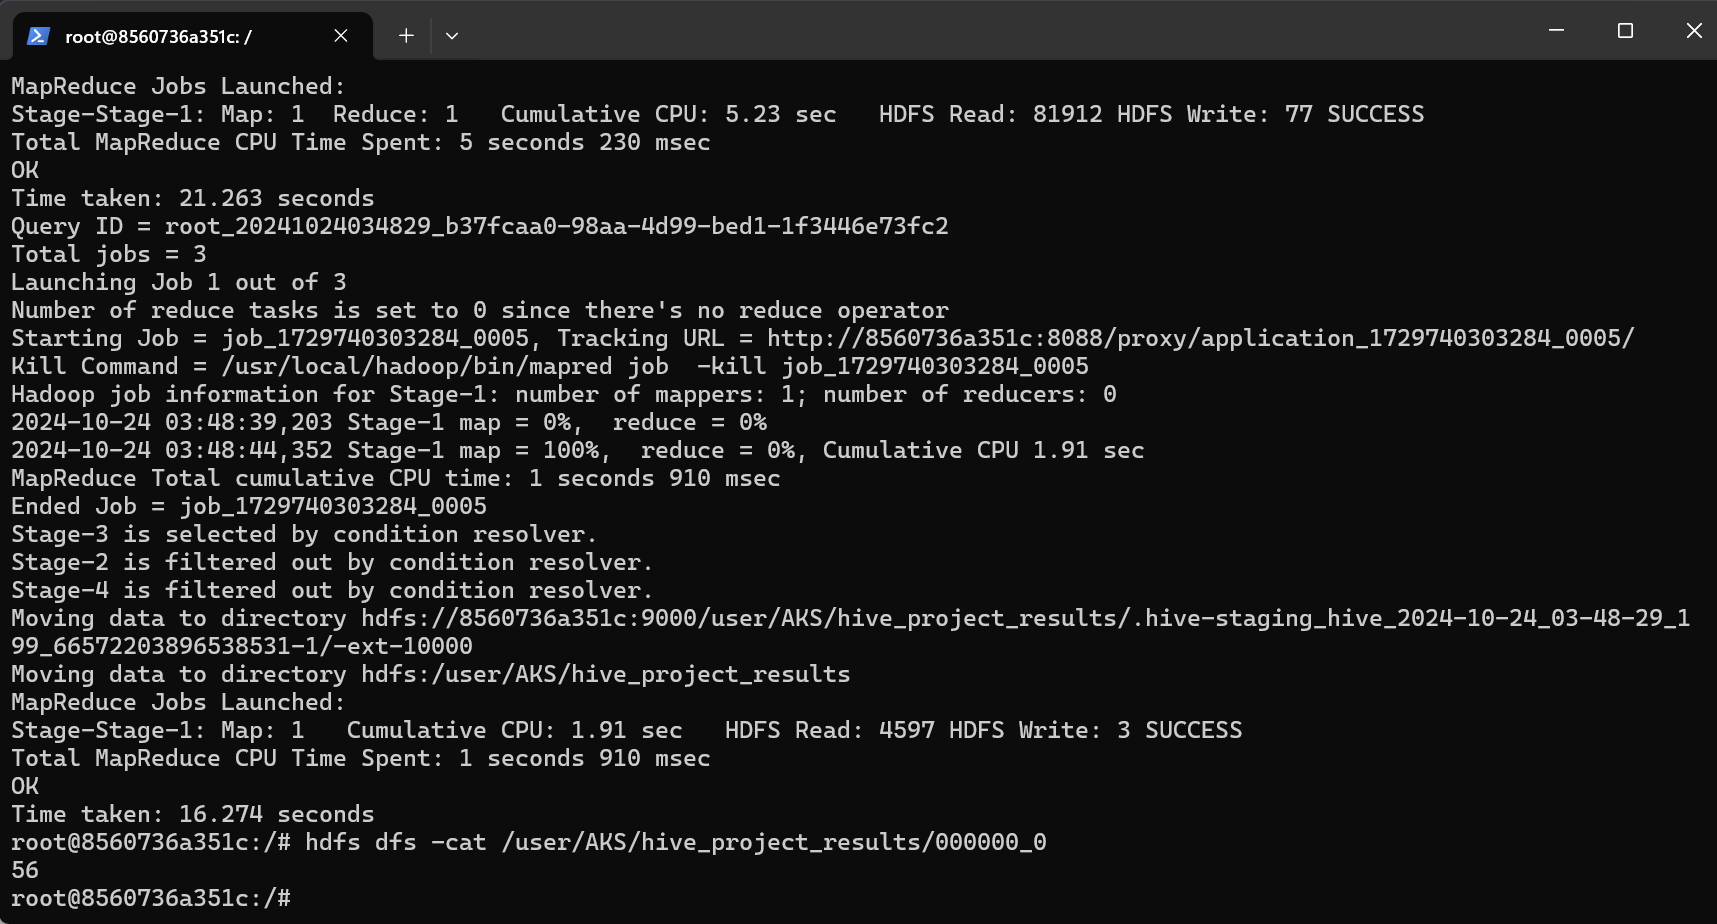 root@8560736a351c: /
MapReduce Jobs Launched:
Stage-Stage-1: Map: 1  Reduce: 1   Cumulative CPU: 5.23 sec   HDFS Read: 81912 HDFS Write: 77 SUCCESS
Total MapReduce CPU Time Spent: 5 seconds 230 msec
OK
Time taken: 21.263 seconds
Query ID = root_20241024034829_b37fcaa0-98aa-4d99-bed1-1f3446e73fc2
Total jobs = 3
Launching Job 1 out of 3
Number of reduce tasks is set to 0 since there's no reduce operator
Starting Job = job_1729740303284_0005, Tracking URL = http://8560736a351c:8088/proxy/application_1729740303284_0005/
Kill Command = /usr/local/hadoop/bin/mapred job  -kill job_1729740303284_0005
Hadoop job information for Stage-1: number of mappers: 1; number of reducers: 0
2024-10-24 03:48:39,203 Stage-1 map = 0%,  reduce = 0%
2024-10-24 03:48:44,352 Stage-1 map = 100%,  reduce = 0%, Cumulative CPU 1.91 sec
MapReduce Total cumulative CPU time: 1 seconds 910 msec
Ended Job = job_1729740303284_0005
Stage-3 is selected by condition resolver.
Stage-2 is filtered out by condition resolver.
Stage-4 is filtered out by condition resolver.
Moving data to directory hdfs://8560736a351c:9000/user/AKS/hive_project_results/.hive-staging_hive_2024-10-24_03-48-29_1
99_66572203896538531-1/-ext-10000
Moving data to directory hdfs:/user/AKS/hive_project_results
MapReduce Jobs Launched:
Stage-Stage-1: Map: 1   Cumulative CPU: 1.91 sec   HDFS Read: 4597 HDFS Write: 3 SUCCESS
Total MapReduce CPU Time Spent: 1 seconds 910 msec
OK
Time taken: 16.274 seconds
root@8560736a351c:/# hdfs dfs -cat /user/AKS/hive_project_results/000000_0
56
root@8560736a351c:/#